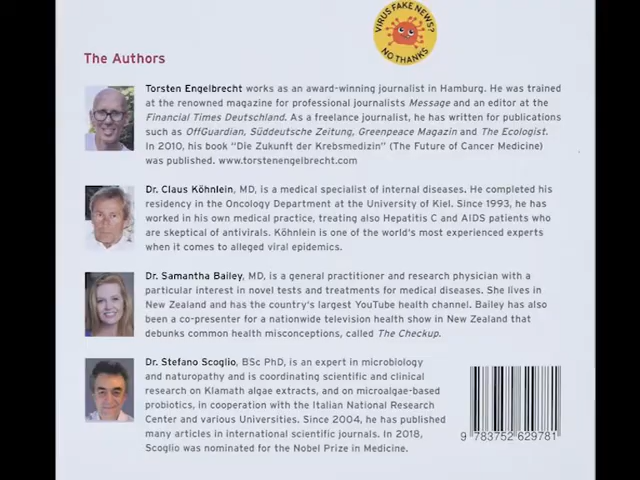 VIRUS FAKE NEWS?
NO THANKS
The Authors
Torsten Engelbrecht works as an award-winning journalist in Hamburg. He was trained
at the renowned magazine for professional journalists Message and an editor at the
Financial Times Deutschland. As a freelance journalist, he has written for publications
such as OffGuardian, Süddeutsche Zeitung, Greenpeace Magazin and The Ecologist.
In 2010, his book "Die Zukunft der Krebsmedizin" (The Future of Cancer Medicine)
was published. www.torstenengelbrecht.com
Dr. Claus Köhnlein, MD, is a medical specialist of internal diseases. He completed his
residency in the Oncology Department at the University of Kiel. Since 1993, he has
worked in his own medical practice, treating also Hepatitis C and AIDS patients who
are skeptical of antivirals. Köhnlein is one of the world's most experienced experts
when it comes to alleged viral epidemics.
Dr. Samantha Bailey, MD, is a general practitioner and research physician with a
particular interest in novel tests and treatments for medical diseases. She lives in
New Zealand and has the country's largest YouTube health channel. Bailey has also
been a co-presenter for a nationwide television health show in New Zealand that
debunks common health misconceptions, called The Checkup.
Dr. Stefano Scoglio, BSc PhD, is an expert in microbiology
and naturopathy and is coordinating scientific and clinical
research on Klamath algae extracts, and on microalgae-based
probiotics, in cooperation with the Italian National Research
Center and various Universities. Since 2004, he has published
many articles in international scientific journals. In 2018,
Scoglio was nominated for the Nobel Prize in Medicine.
9 783752 629781